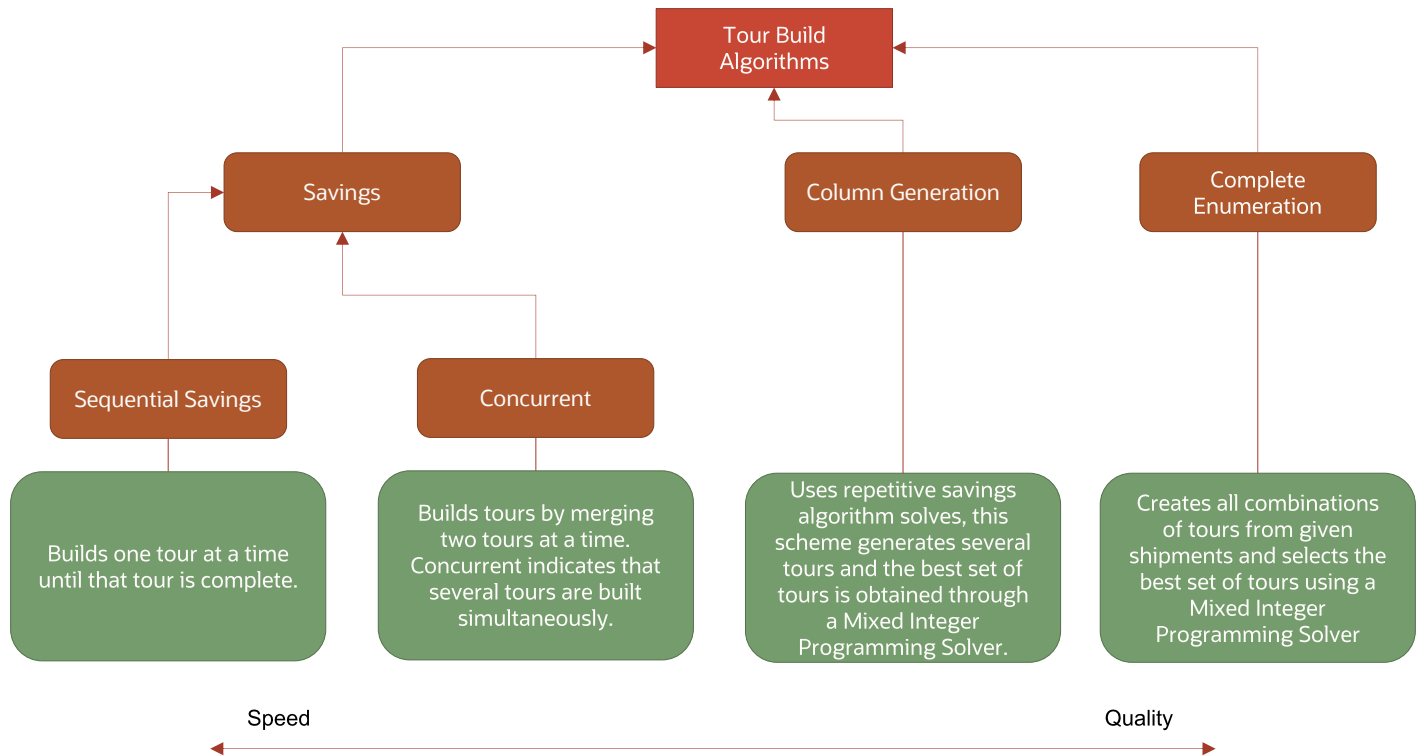 Tour Build
Algorithms
Savings
Column Generation
Complete
Enumeration
Sequential Savings
Concurrent
Builds one tour at a time
until that tour is complete.
Builds tours by merging
two tours at a time.
Concurrent indicates that
several tours are built
simultaneously.
Uses repetitive savings
algorithm solves, this
scheme generates several
tours and the best set of
tours is obtained through
a Mixed Integer
Programming Solver.
Creates all combinations
of tours from given
shipments and selects the
best set of tours using a
Mixed Integer
Programming Solver
Speed
Quality